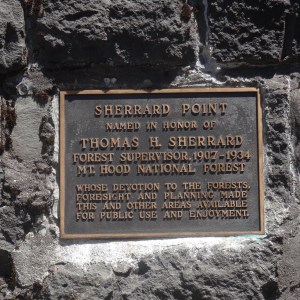 SHERRARD POINT
NAMED IN HONOR OF
THOMAS H. SHERRARD
FOREST SUPERVISOR, 1907-1934
MT. HOOD NATIONAL FOREST
WHOSE DEVOTION TO THE FORESTS,
FORESIGHT AND PLANNING MADE
THIS AND OTHER AREAS AVAILABLE
FOR PUBLIC USE AND ENJOYMENT.